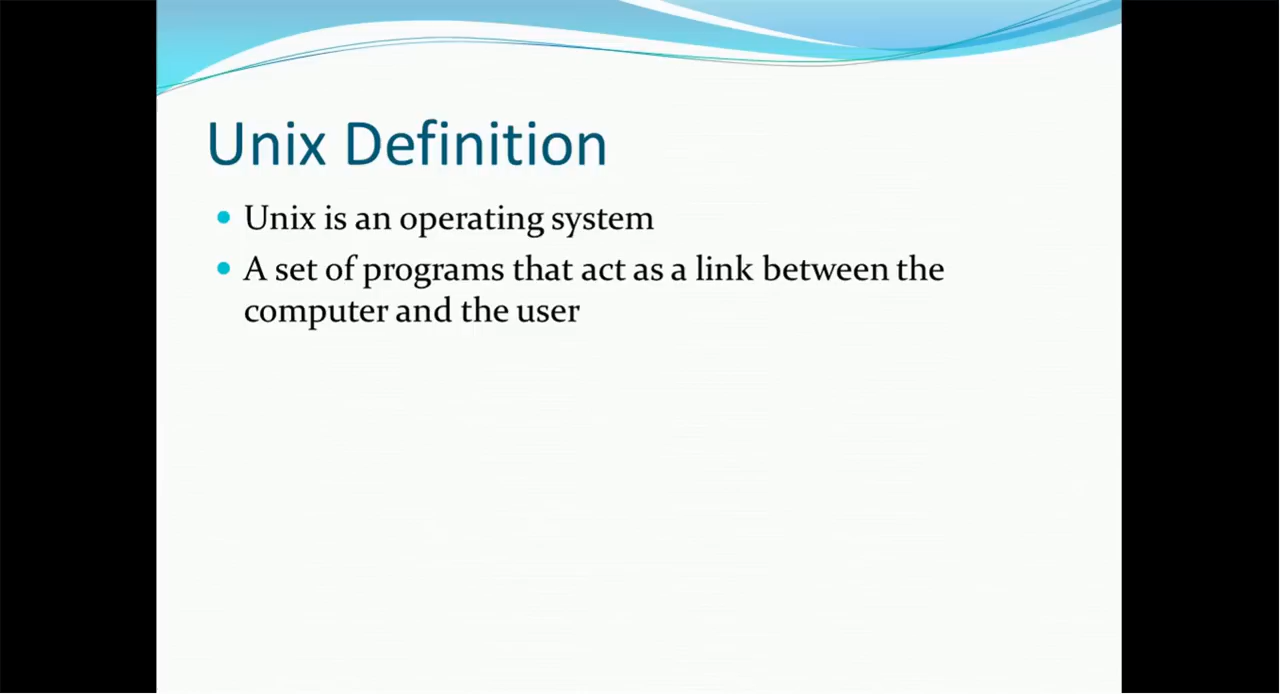 Unix Definition
Unix is an operating system
A set of programs that act as a link between the
computer and the user